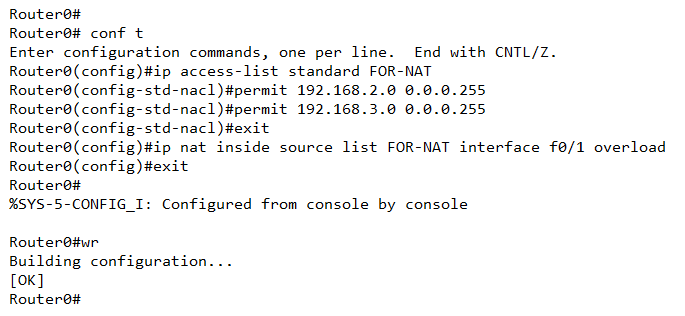 Router0#
Router0# conf t
Enter configuration commands, one per line.  End with CNTL/Z.
Router0(config)#ip access-list standard FOR-NAT
Router0(config-std-nacl)#permit 192.168.2.0 0.0.0.255
Router0(config-std-nacl)#permit 192.168.3.0 0.0.0.255
Router0(config-std-nacl)#exit
Router0(config)#ip nat inside source list FOR-NAT interface f0/1 overload
Router0(config)#exit
Router0#
%SYS-5-CONFIG_I: Configured from console by console

Router0#wr
Building configuration...
[OK]
Router0#